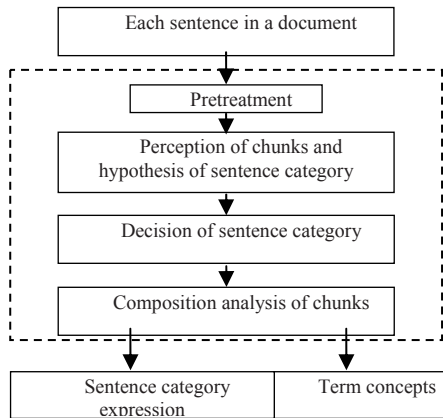 Each sentence in a document
Pretreatment
Perception of chunks and
hypothesis of sentence category
Decision of sentence category
Composition analysis of chunks
Sentence category
expression
Term concepts